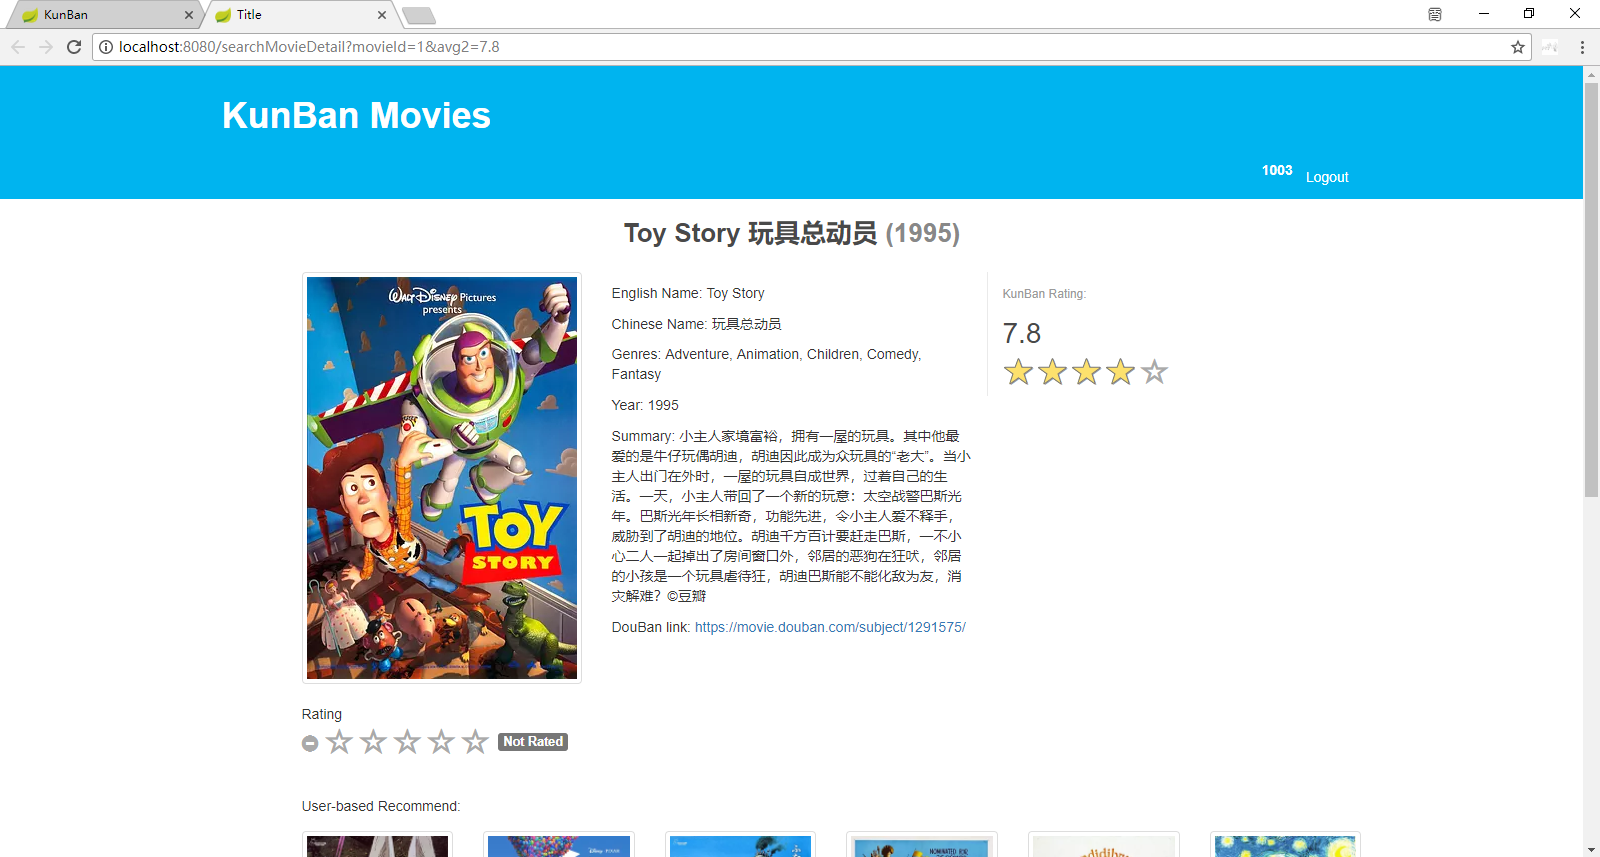 KunBan
Title
localhost:8080/searchMovieDetail?movieId=1&avg2=7.8
KunBan Movies
1003
Logout
Toy Story 玩具总动员 (1995)
WALT DISNEY Pictures
presents
TOY
STORY
English Name: Toy Story
Chinese Name: 玩具总动员
Genres: Adventure, Animation, Children, Comedy,
Fantasy
Year: 1995
Summary: 小主人家境富裕，拥有一屋的玩具。其中他最
爱的是牛仔玩偶胡迪，胡迪因此成为众玩具的“老大”。当小
主人出门在外时，一屋的玩具自成世界，过着自己的生
活。一天，小主人带回了一个新的玩意：太空战警巴斯光
年。巴斯光年长相新奇，功能先进，令小主人爱不释手，
威胁到了胡迪的地位。胡迪千方百计要赶走巴斯，一不小
心二人一起掉出了房间窗口外，邻居的恶狗在狂吠，邻居
的小孩是一个玩具虐待狂，胡迪巴斯能不能化敌为友，消
灾解难？©豆瓣
DouBan link: https://movie.douban.com/subject/1291575/
KunBan Rating:
7.8
Rating
Not Rated
User-based Recommend:
DISNEY PIXAR
NOMINATED FOR